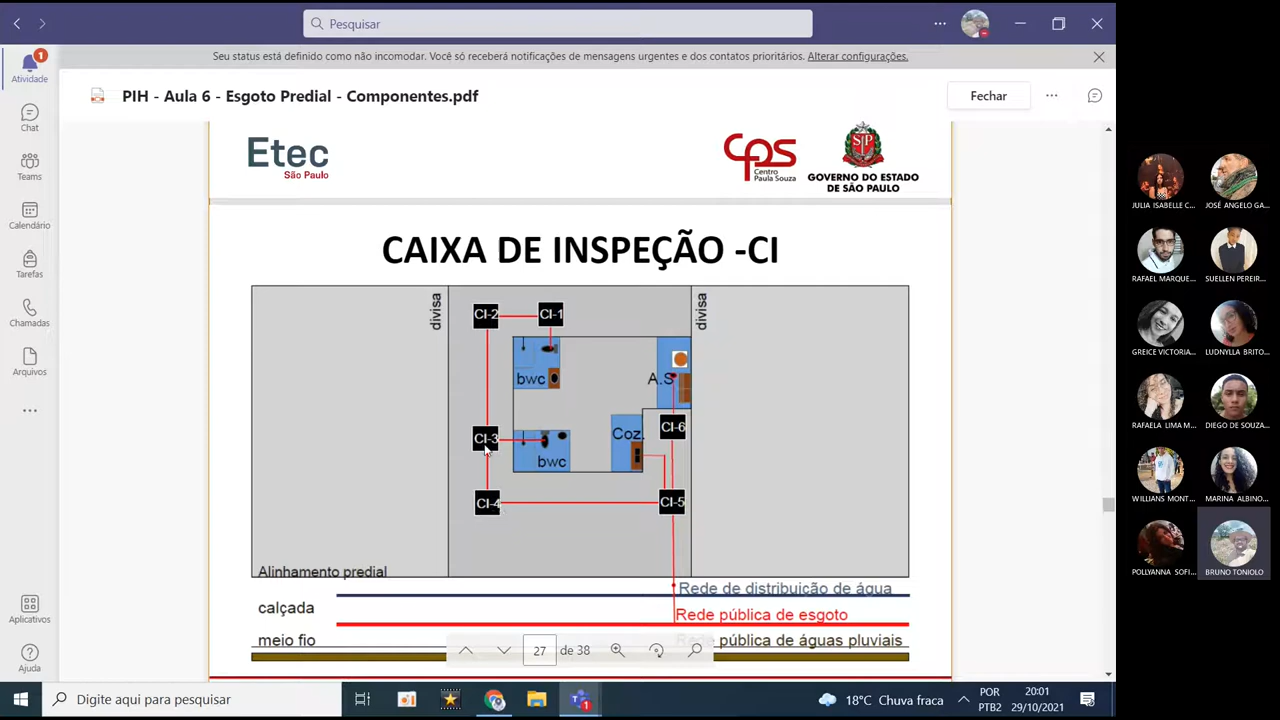 Pesquisar
Seu status está definido como não incomodar. Você só receberá notificações de mensagens urgentes e dos contatos prioritários. Alterar configurações.
1
Atividade
Chat
Teams
Calendário
Tarefas
Chamadas
Arquivos
Aplicativos
Ajuda
PIH - Aula 6 - Esgoto Predial - Componentes.pdf
Fechar
Etec
São Paulo
cps
Centro
Paula Souza
SP
GOVERNO DO ESTADO
DE SÃO PAULO
CAIXA DE INSPEÇÃO -CI
divisa
divisa
CI-2
CI-1
bwc
A.S
CI-3
bwc
Coz.
CI-6
CI-4
CI-5
Alinhamento predial
Rede de distribuição de água
calçada
Rede pública de esgoto
meio fio
Rede pública de águas pluviais
27 de 38
JULIA ISABELLE C...
JOSÉ ANGELO GA...
RAFAEL MARQUE...
SUELLEN PEREIR...
GREICE VICTORIA...
LUDNYLLA BRITO...
RAFAELA LIMA M...
DIEGO DE SOUZA...
WILLIANS MONT...
MARINA ALBINO...
POLLYANNA SOFI...
BRUNO TONIOLO
Digite aqui para pesquisar
1
18°C Chuva fraca
POR
PTB2
20:01
29/10/2021